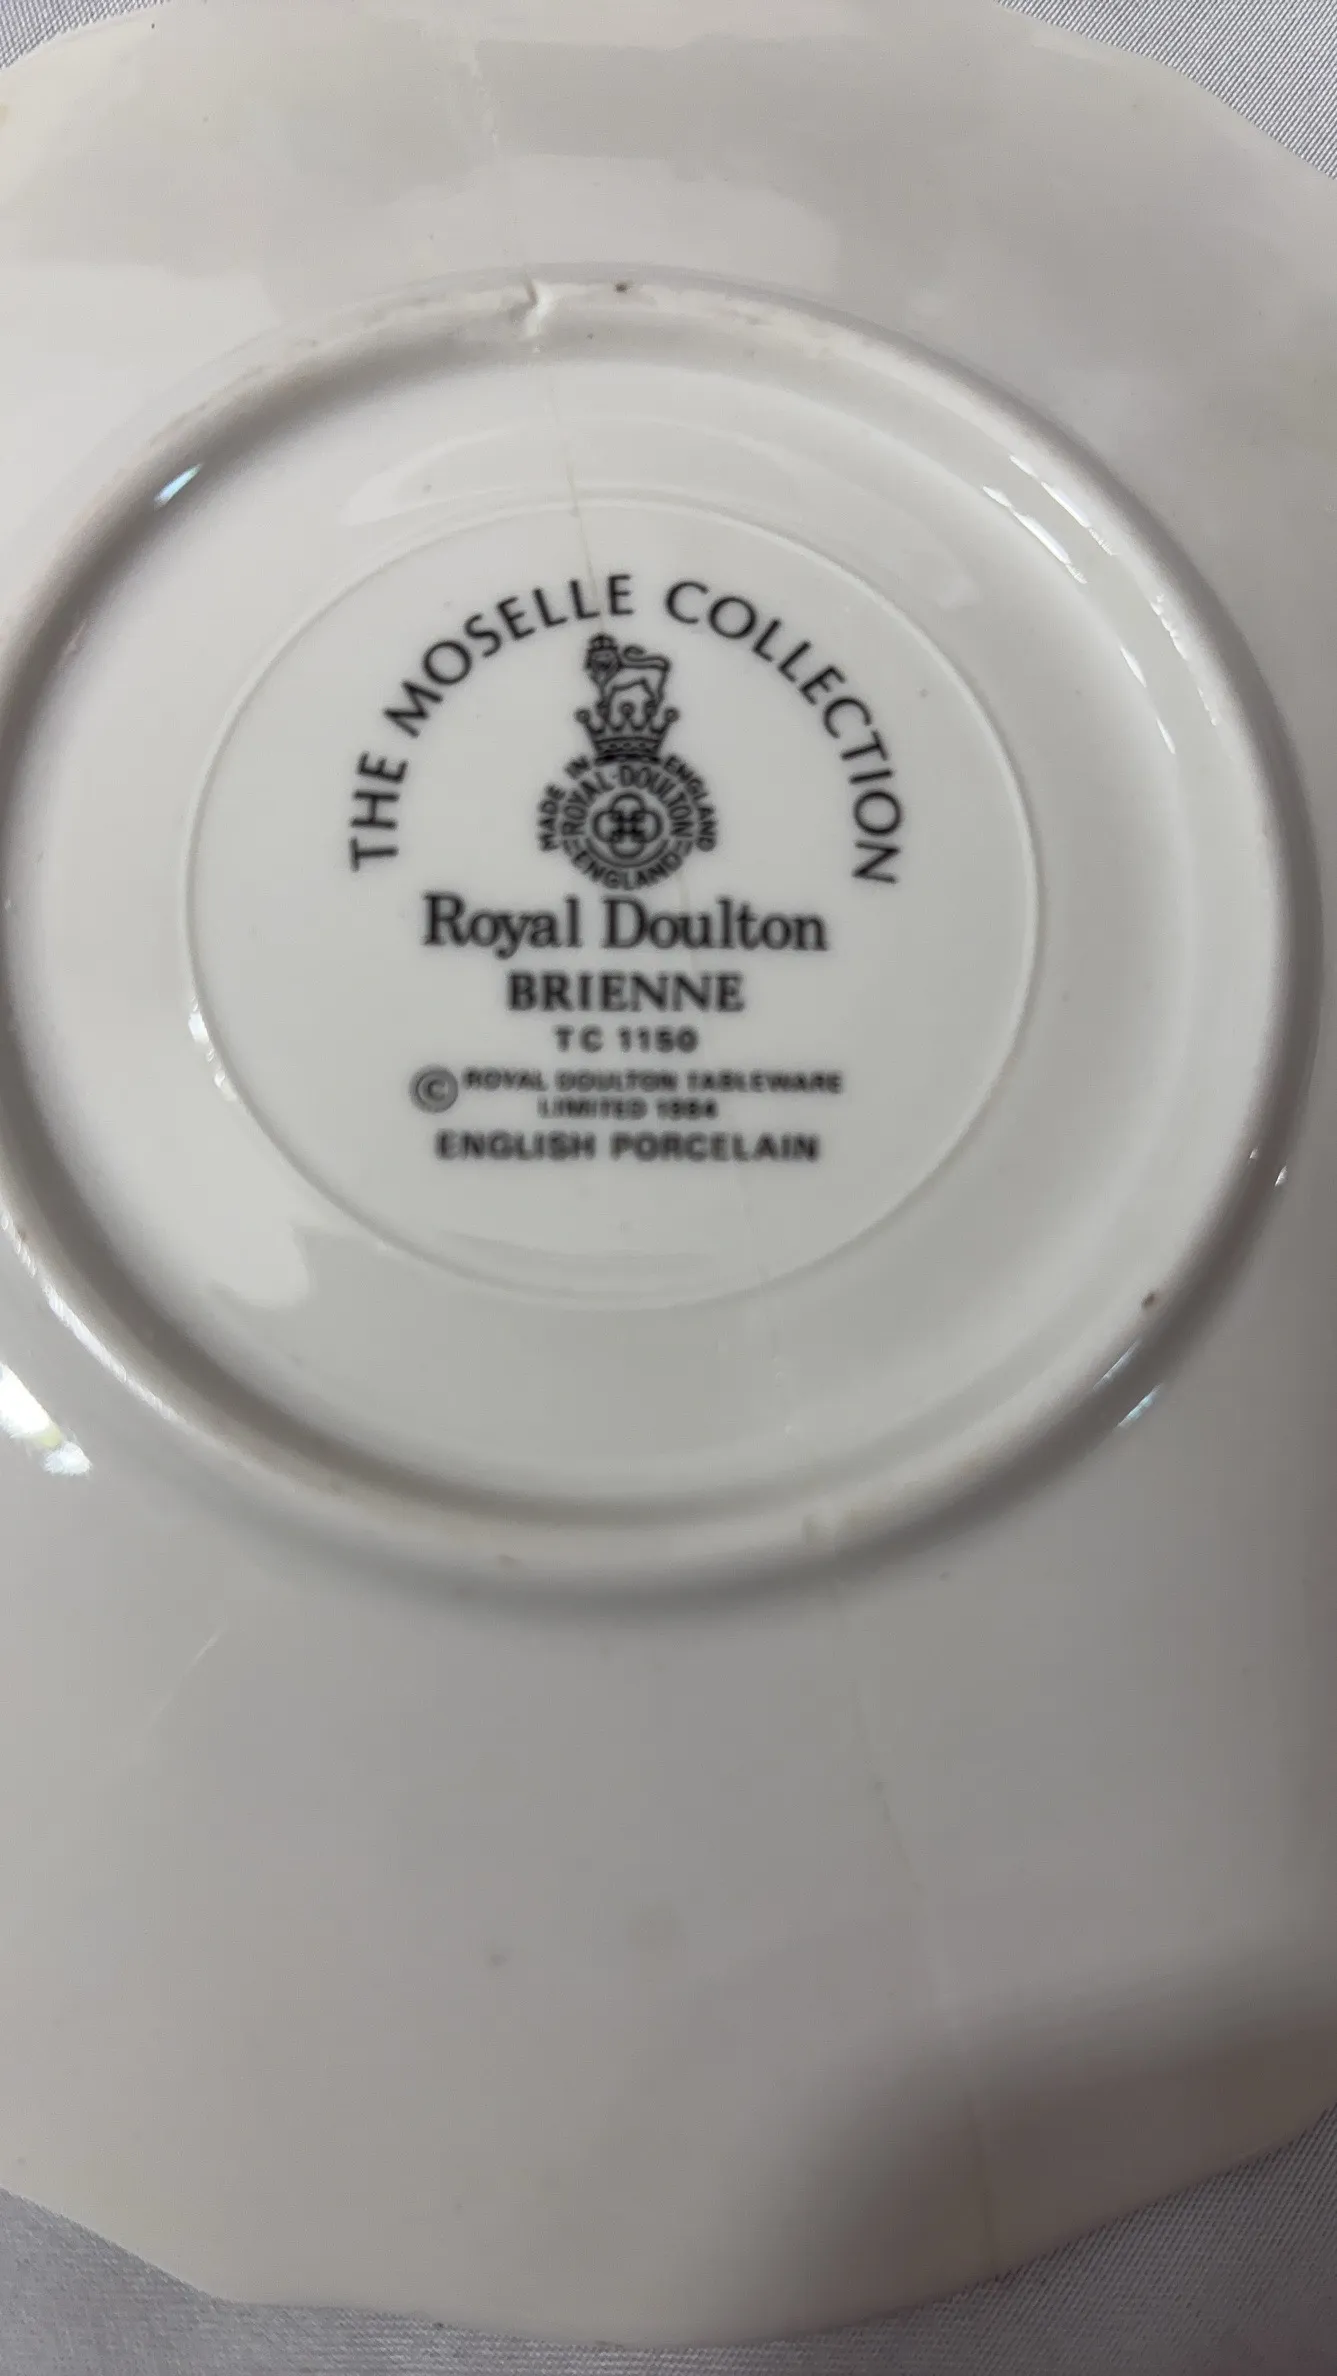 THE MOSELLE COLLECTION
MADE IN ENGLAND
ROYAL·DOULTON
ENGLAND
Royal Doulton
BRIENNE
TC 1150
© ROYAL DOULTON TABLEWARE
LIMITED 1984
ENGLISH PORCELAIN